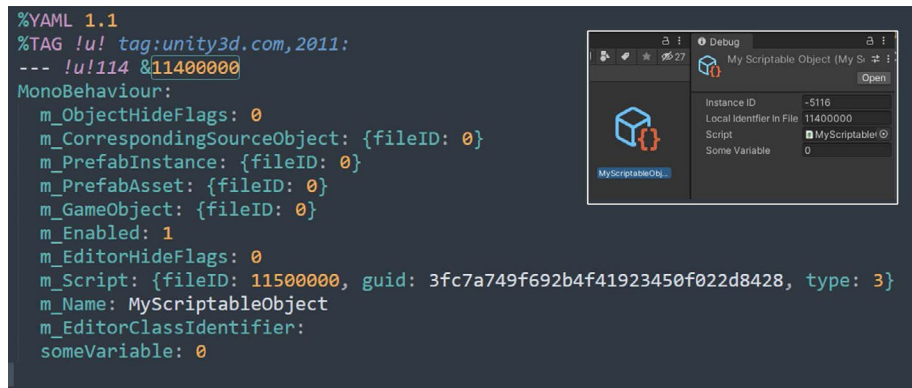 %YAML 1.1
%TAG !u! tag:unity3d.com,2011:
--- !u!114 &11400000
MonoBehaviour:
m_ObjectHideFlags: 0
m_CorrespondingSourceObject: {fileID: 0}
m_PrefabInstance: {fileID: 0}
m_PrefabAsset: {fileID: 0}
m_GameObject: {fileID: 0}
m_Enabled: 1
m_EditorHideFlags: 0
m_Script: {fileID: 11500000, guid: 3fc7a749f692b4f41923450f022d8428, type: 3}
m_Name: MyScriptableObject
m_EditorClassIdentifier:
someVariable: 0
27
MyScriptableObj...
Debug
My Scriptable Object (My S
Open
Instance ID -5116
Local Identfier In File 11400000
Script MyScriptable
Some Variable 0